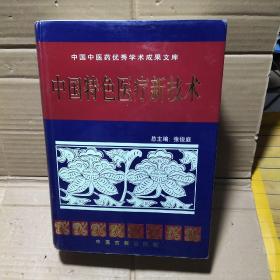 中国中医药优秀学术成果文库
中国特色医疗新技术
总主编:张俊庭
中医古籍出版社